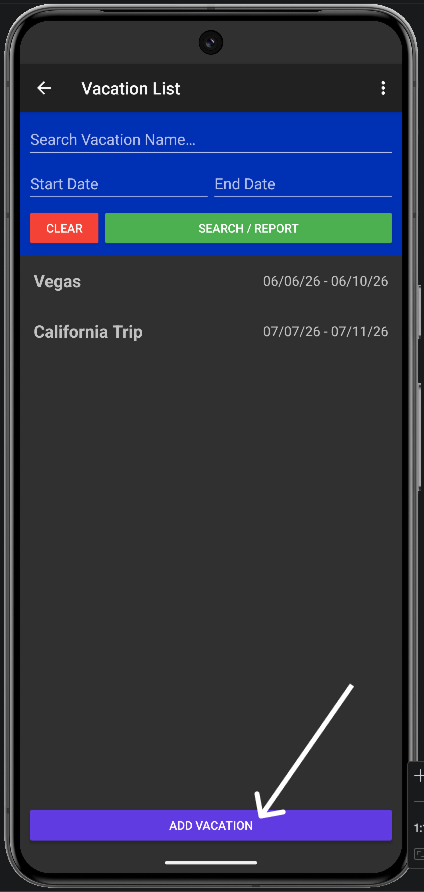 Vacation List
Search Vacation Name...
Start Date End Date
CLEAR SEARCH / REPORT
Vegas 06/06/26 - 06/10/26
California Trip 07/07/26 - 07/11/26
ADD VACATION